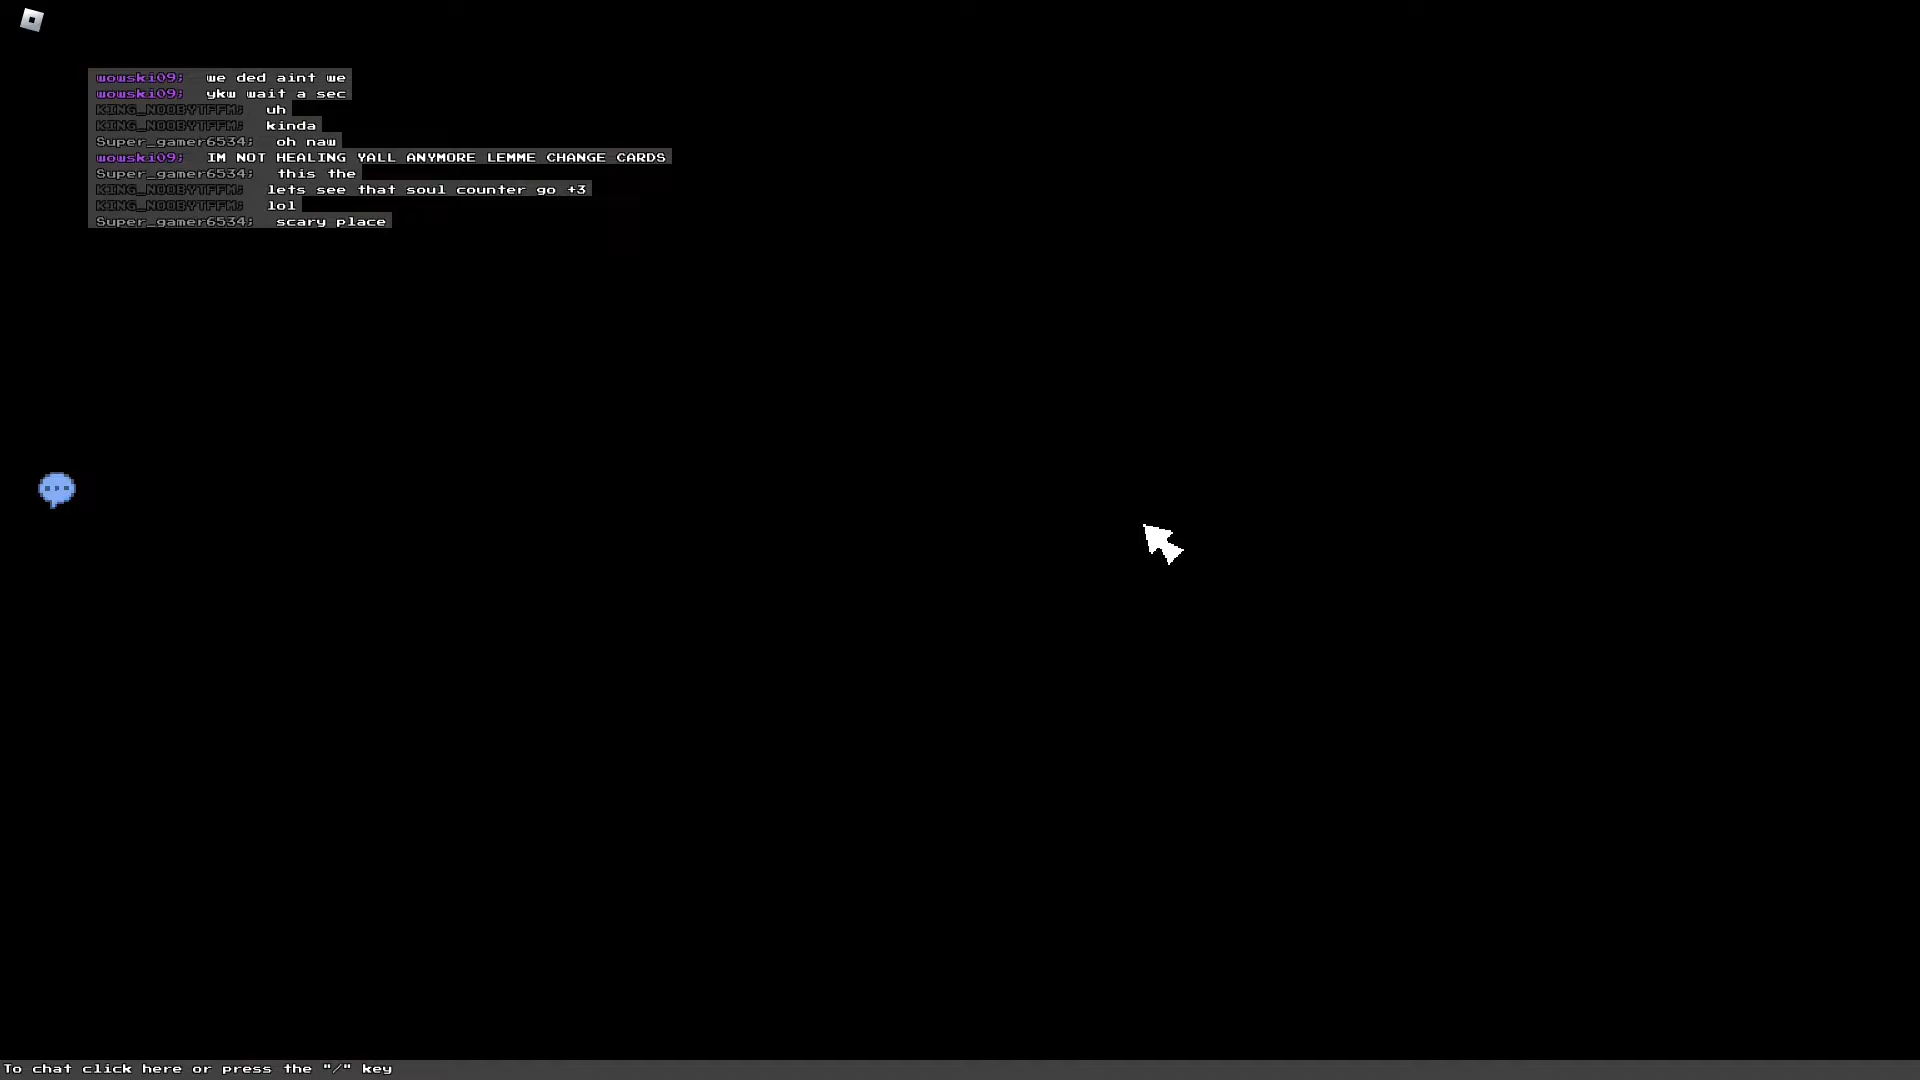 wowski09: we ded aint we
wowski09: ykw wait a sec
KING_NOOBYTFFM: uh
KING_NOOBYTFFM: kinda
Super_gamer6534: oh naw
wowski09: IM NOT HEALING YALL ANYMORE LEMME CHANGE CARDS
Super_gamer6534: this the
KING_NOOBYTFFM: lets see that soul counter go +3
KING_NOOBYTFFM: lol
Super_gamer6534: scary place
To chat click here or press the "/" key